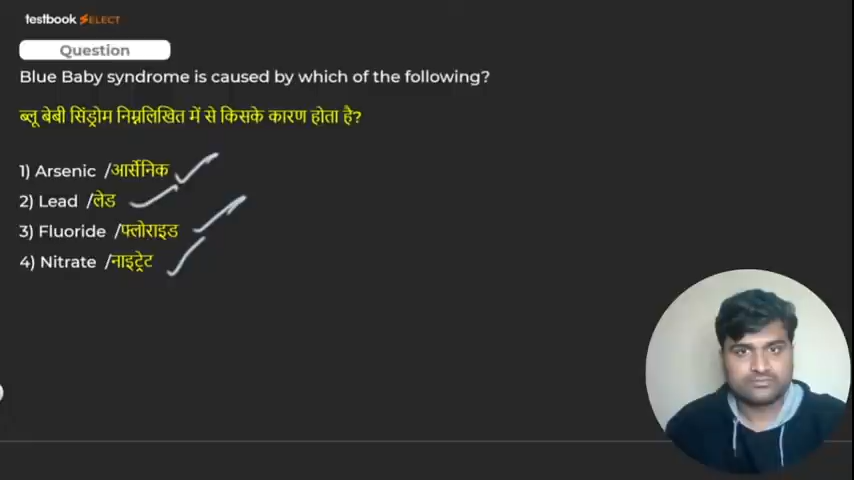 testbook SELECT
Question
Blue Baby syndrome is caused by which of the following?
ब्लू बेबी सिंड्रोम निम्नलिखित में से किसके कारण होता है?
1) Arsenic /आर्सेनिक
2) Lead /लेड
3) Fluoride /फ्लोराइड
4) Nitrate /नाइट्रेट